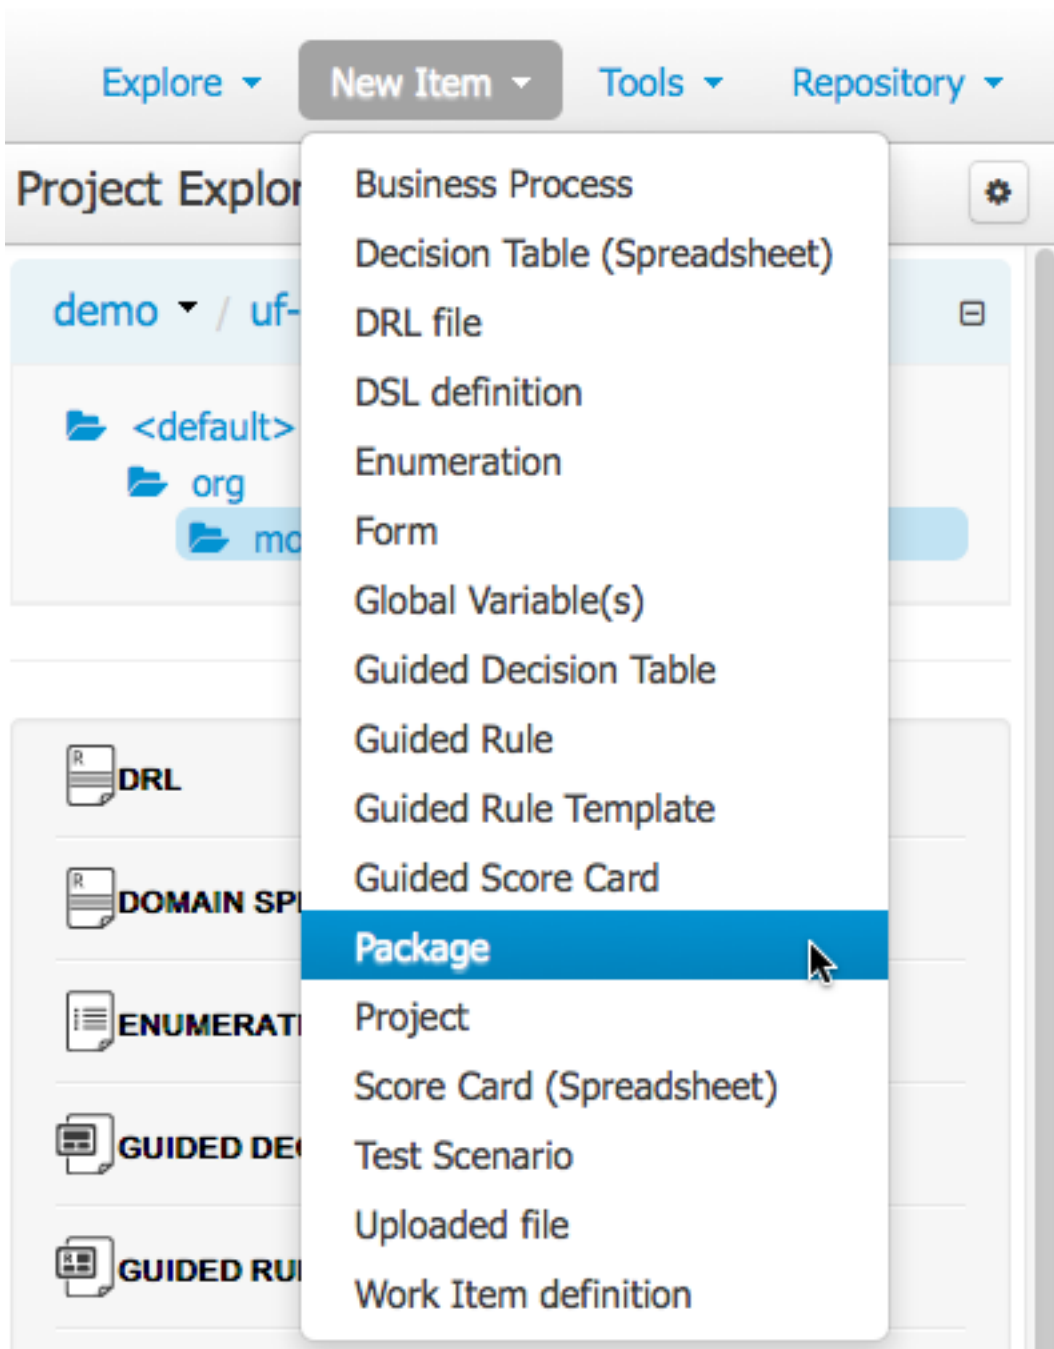 Explore New Item Tools Repository
Project Explor
Business Process
Decision Table (Spreadsheet)
demo / uf-
DRL file
DSL definition
<default>
Enumeration
org
Form
mo
Global Variable(s)
Guided Decision Table
Guided Rule
DRL
Guided Rule Template
Guided Score Card
DOMAIN SP
Package
Project
ENUMERAT
Score Card (Spreadsheet)
Test Scenario
GUIDED DE
Uploaded file
GUIDED RU
Work Item definition